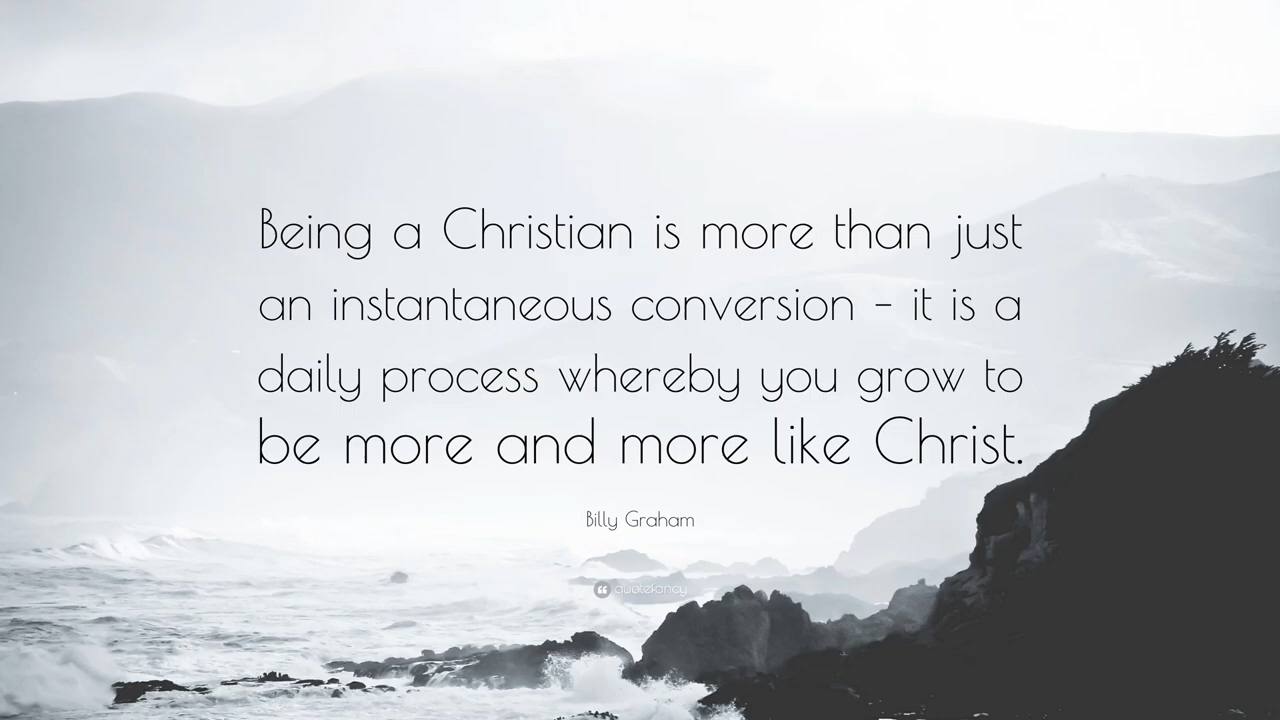 Being a Christian is more than just
an instantaneous conversion – it is a
daily process whereby you grow to
be more and more like Christ.
Billy Graham
quotefancy